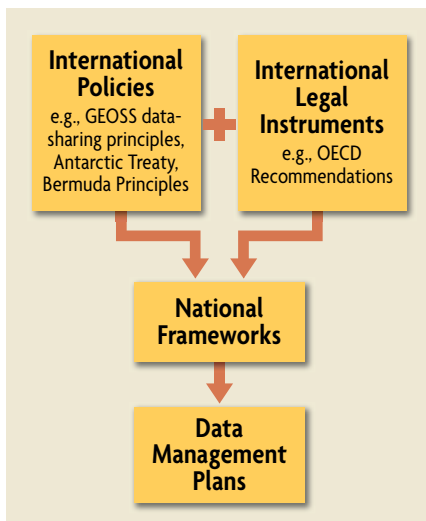 International
Policies
e.g., GEOSS data-
sharing principles,
Antarctic Treaty,
Bermuda Principles
International
Legal
Instruments
e.g., OECD
Recommendations
National
Frameworks
Data
Management
Plans